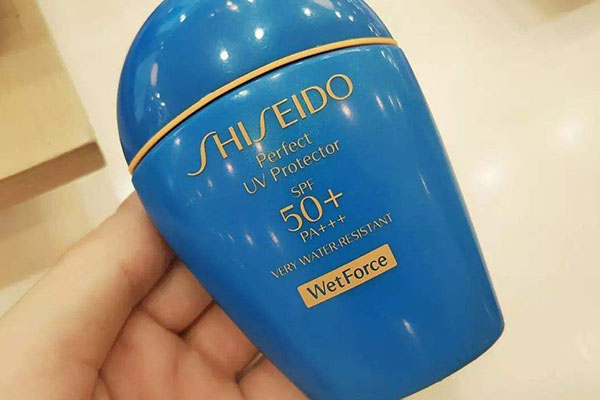 SHISEIDO
Perfect
UV Protector
SPF
50+
PA+++
VERY WATER-RESISTANT
WetForce